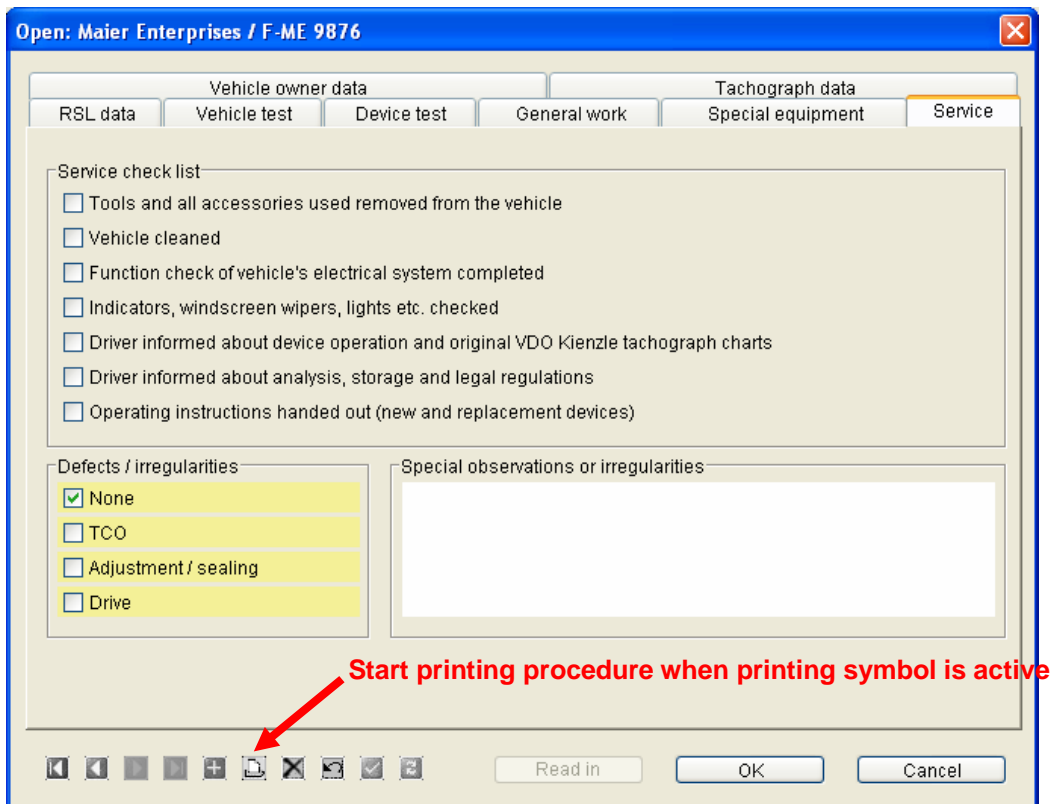 Open: Maier Enterprises / F-ME 9876
Vehicle owner data
Tachograph data
RSL data
Vehicle test
Device test
General work
Special equipment
Service
Service check list
Tools and all accessories used removed from the vehicle
Vehicle cleaned
Function check of vehicle's electrical system completed
Indicators, windscreen wipers, lights etc. checked
Driver informed about device operation and original VDO Kienzle tachograph charts
Driver informed about analysis, storage and legal regulations
Operating instructions handed out (new and replacement devices)
Defects / irregularities
None
TCO
Adjustment / sealing
Drive
Special observations or irregularities
Start printing procedure when printing symbol is active
Read in
OK
Cancel